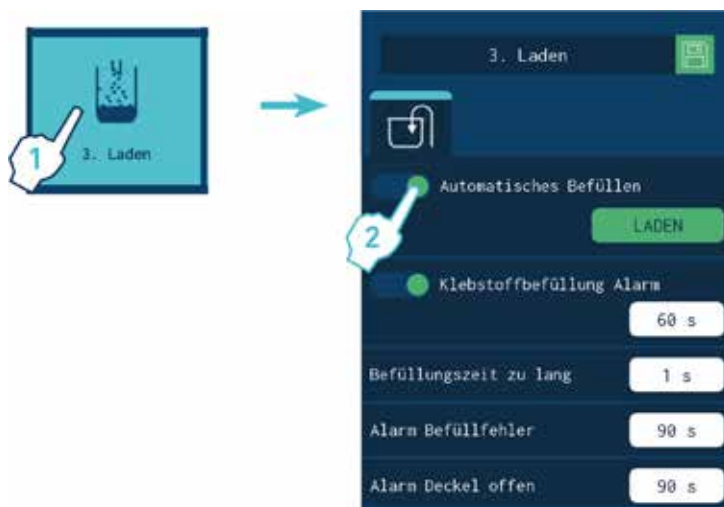 1
3. Laden
3. Laden
Automatisches Befüllen
2
LADEN
Klebstoffbefüllung Alarm
60 s
Befüllungszeit zu lang
1 s
Alarm Befüllfehler
90 s
Alarm Deckel offen
90 s